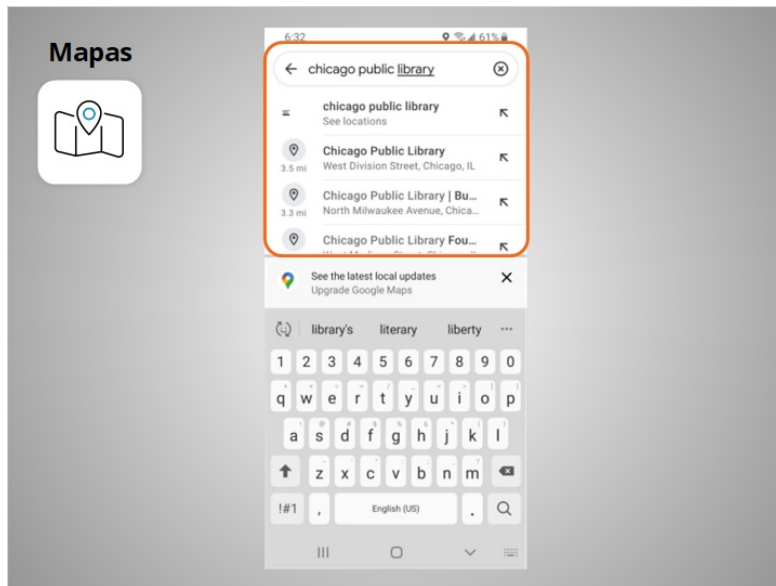 Mapas
6:32 61%
chicago public library
chicago public library
See locations
Chicago Public Library
3.5 mi West Division Street, Chicago, IL
Chicago Public Library | Bu...
3.3 mi North Milwaukee Avenue, Chica...
Chicago Public Library Fou...
See the latest local updates
Upgrade Google Maps
library's literary liberty ...
1 2 3 4 5 6 7 8 9 0
q w e r t y u i o p
a s d f g h j k l
z x c v b n m
!#1 , English (US) .